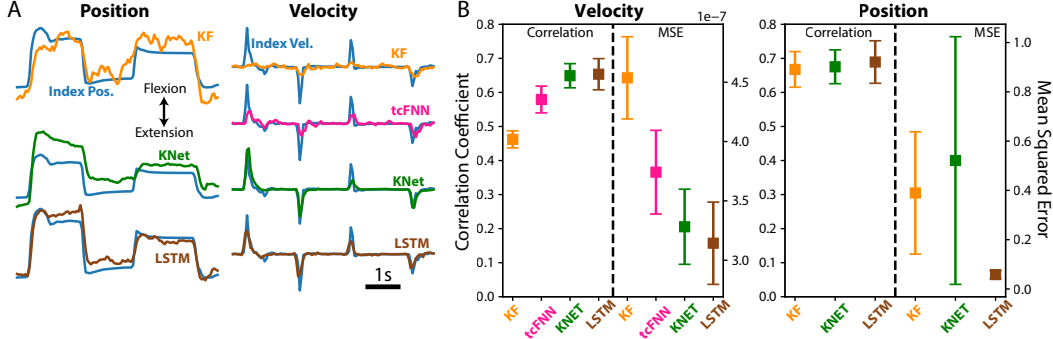 A
Position
Velocity
KF
Index Pos.
Flexion
Extension
KNet
LSTM
Index Vel.
KF
tcFNN
KNet
LSTM
1s
B
Velocity
1e−7
Correlation
MSE
Correlation Coefficient
0.8
0.7
0.6
0.5
0.4
0.3
0.2
0.1
0.0
4.5
4.0
3.5
3.0
KF
tcFNN
KNET
LSTM
KF
tcFNN
KNET
LSTM
Position
Correlation
MSE
0.8
0.7
0.6
0.5
0.4
0.3
0.2
0.1
0.0
1.0
0.8
0.6
0.4
0.2
0.0
Mean Squared Error
KF
KNET
LSTM
KF
KNET
LSTM